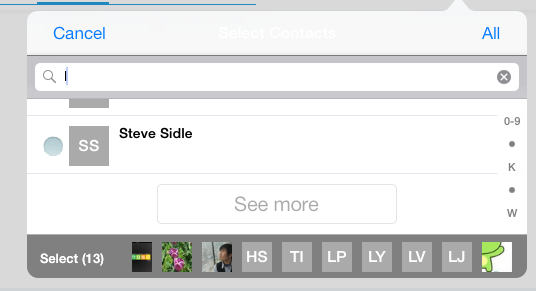 Cancel Select Contacts All
l
0-9
SS Steve Sidle
K
See more
W
Select (13) HS TI LP LY LV LJ